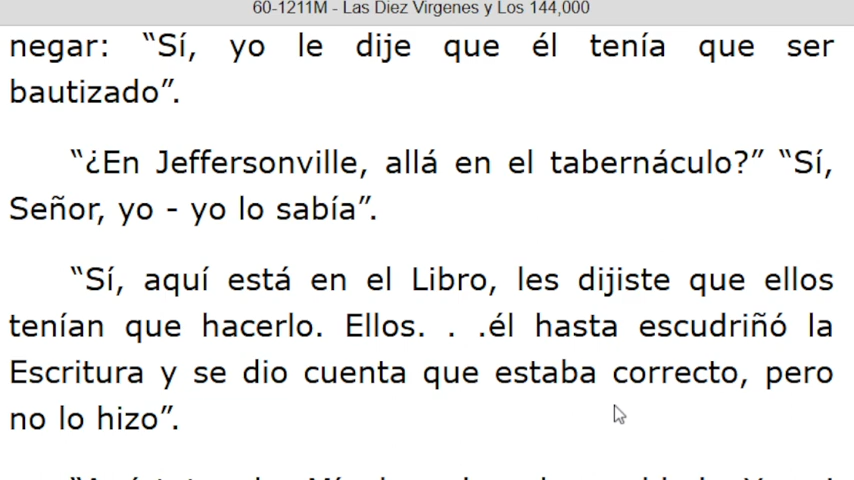 60-1211M - Las Diez Virgenes y Los 144,000
negar: “Sí, yo le dije que él tenía que ser
bautizado”.
“¿En Jeffersonville, allá en el tabernáculo?” “Sí,
Señor, yo - yo lo sabía”.
“Sí, aquí está en el Libro, les dijiste que ellos
tenían que hacerlo. Ellos. . .él hasta escudriñó la
Escritura y se dio cuenta que estaba correcto, pero
no lo hizo”.